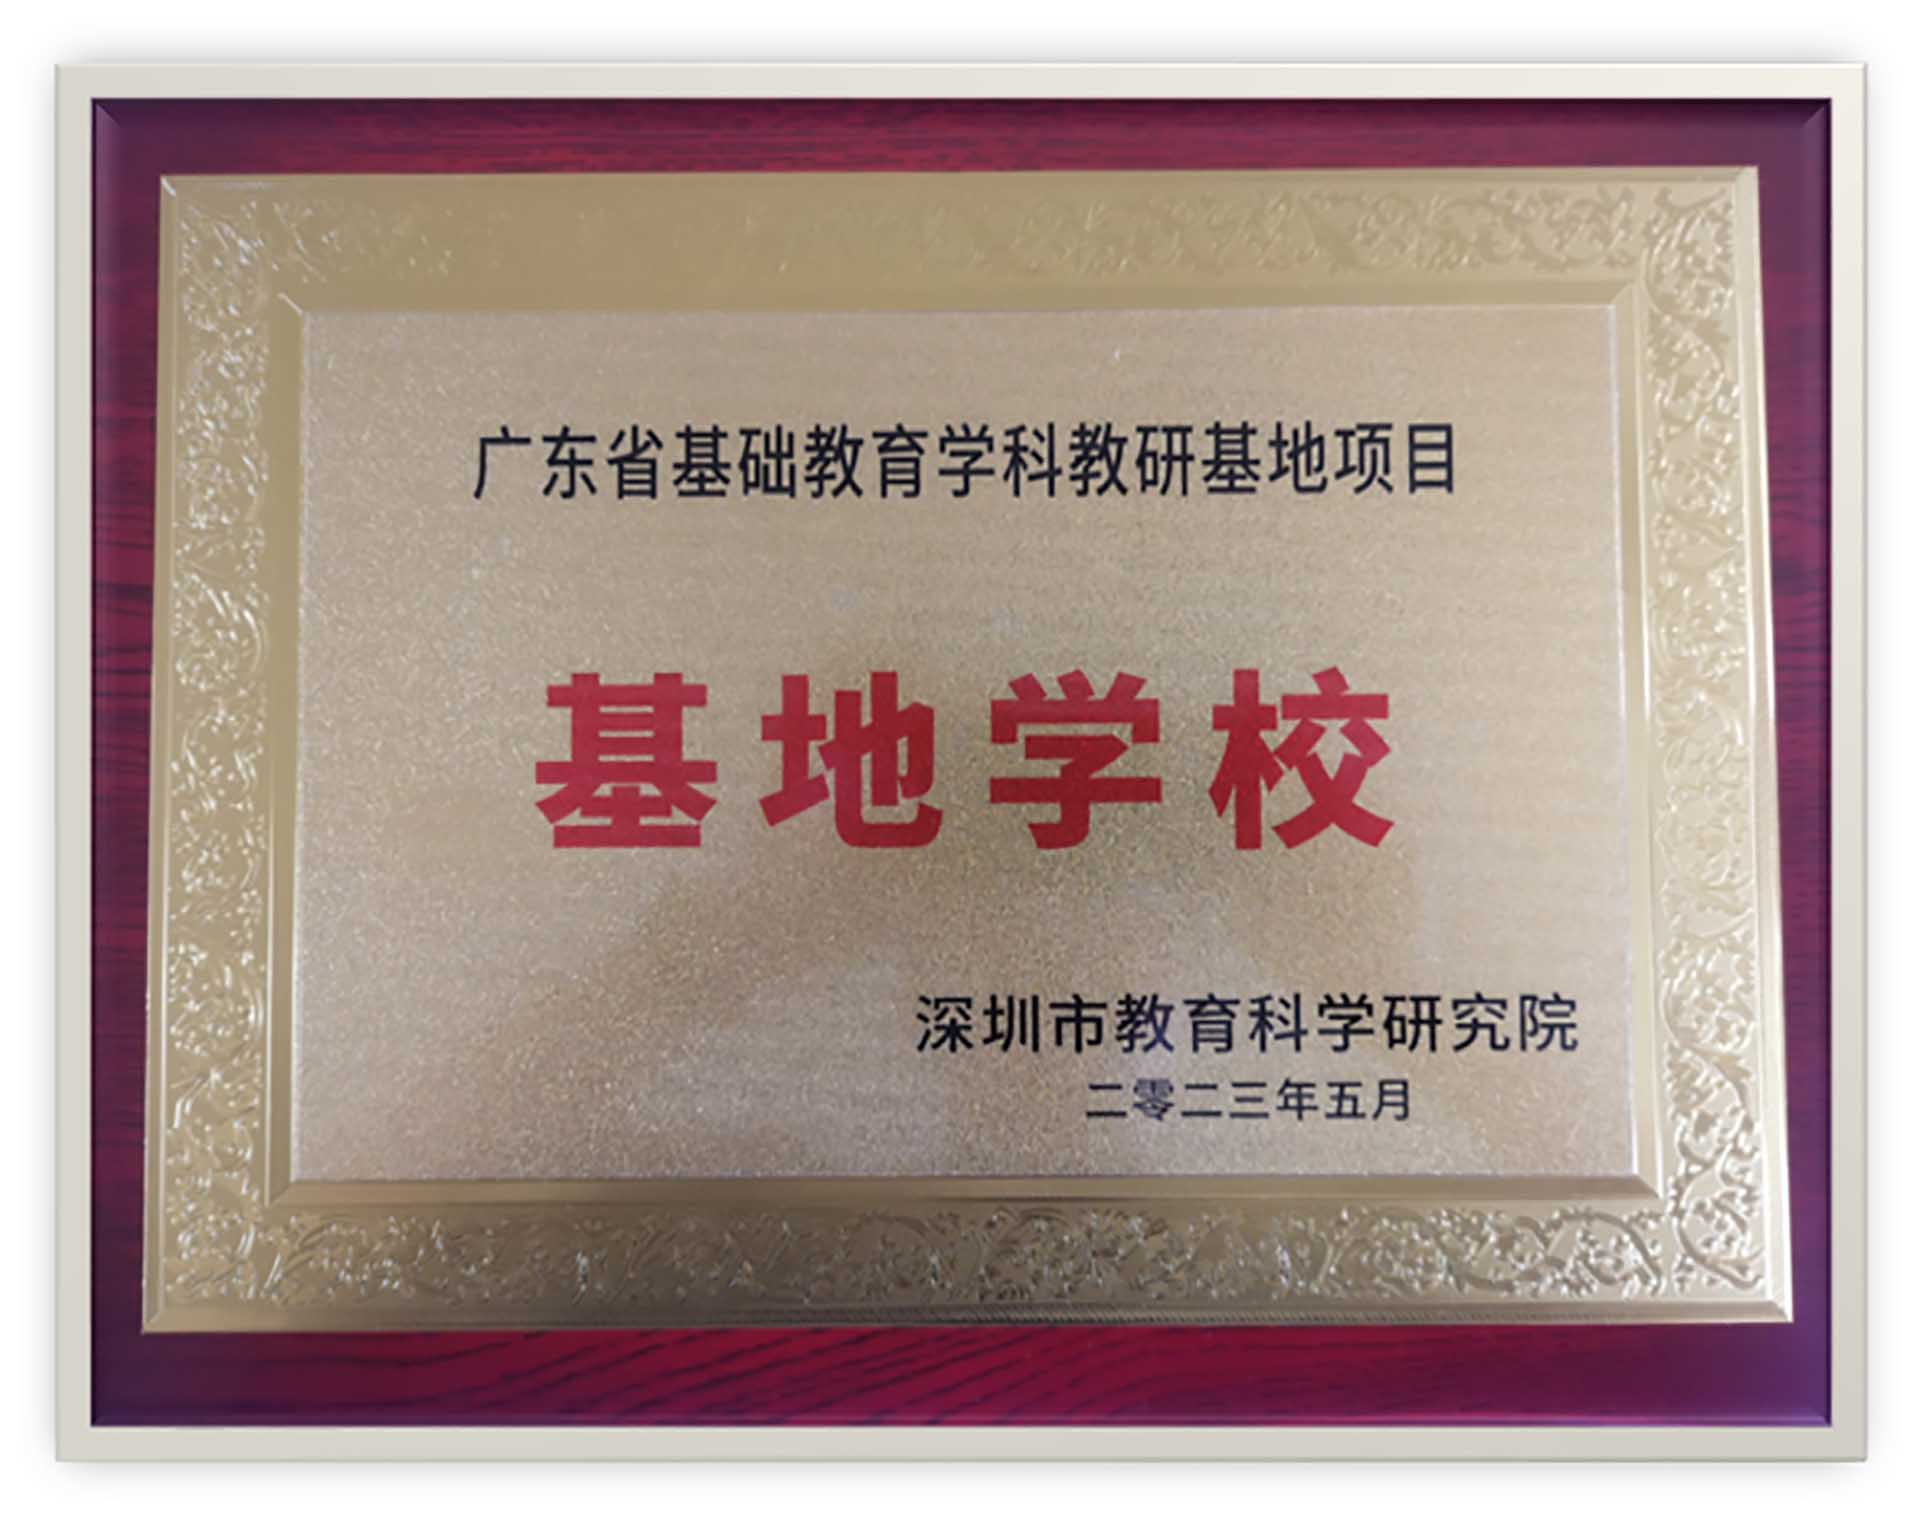 广东省基础教育学科教研基地项目
基地学校
深圳市教育科学研究院
二零二三年五月